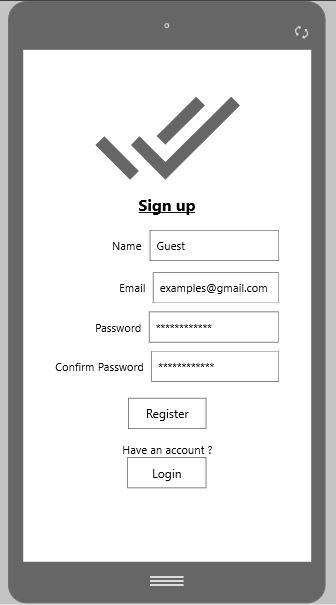 Sign up
Name Guest
Email examples@gmail.com
Password ************
Confirm Password ************
Register
Have an account ?
Login